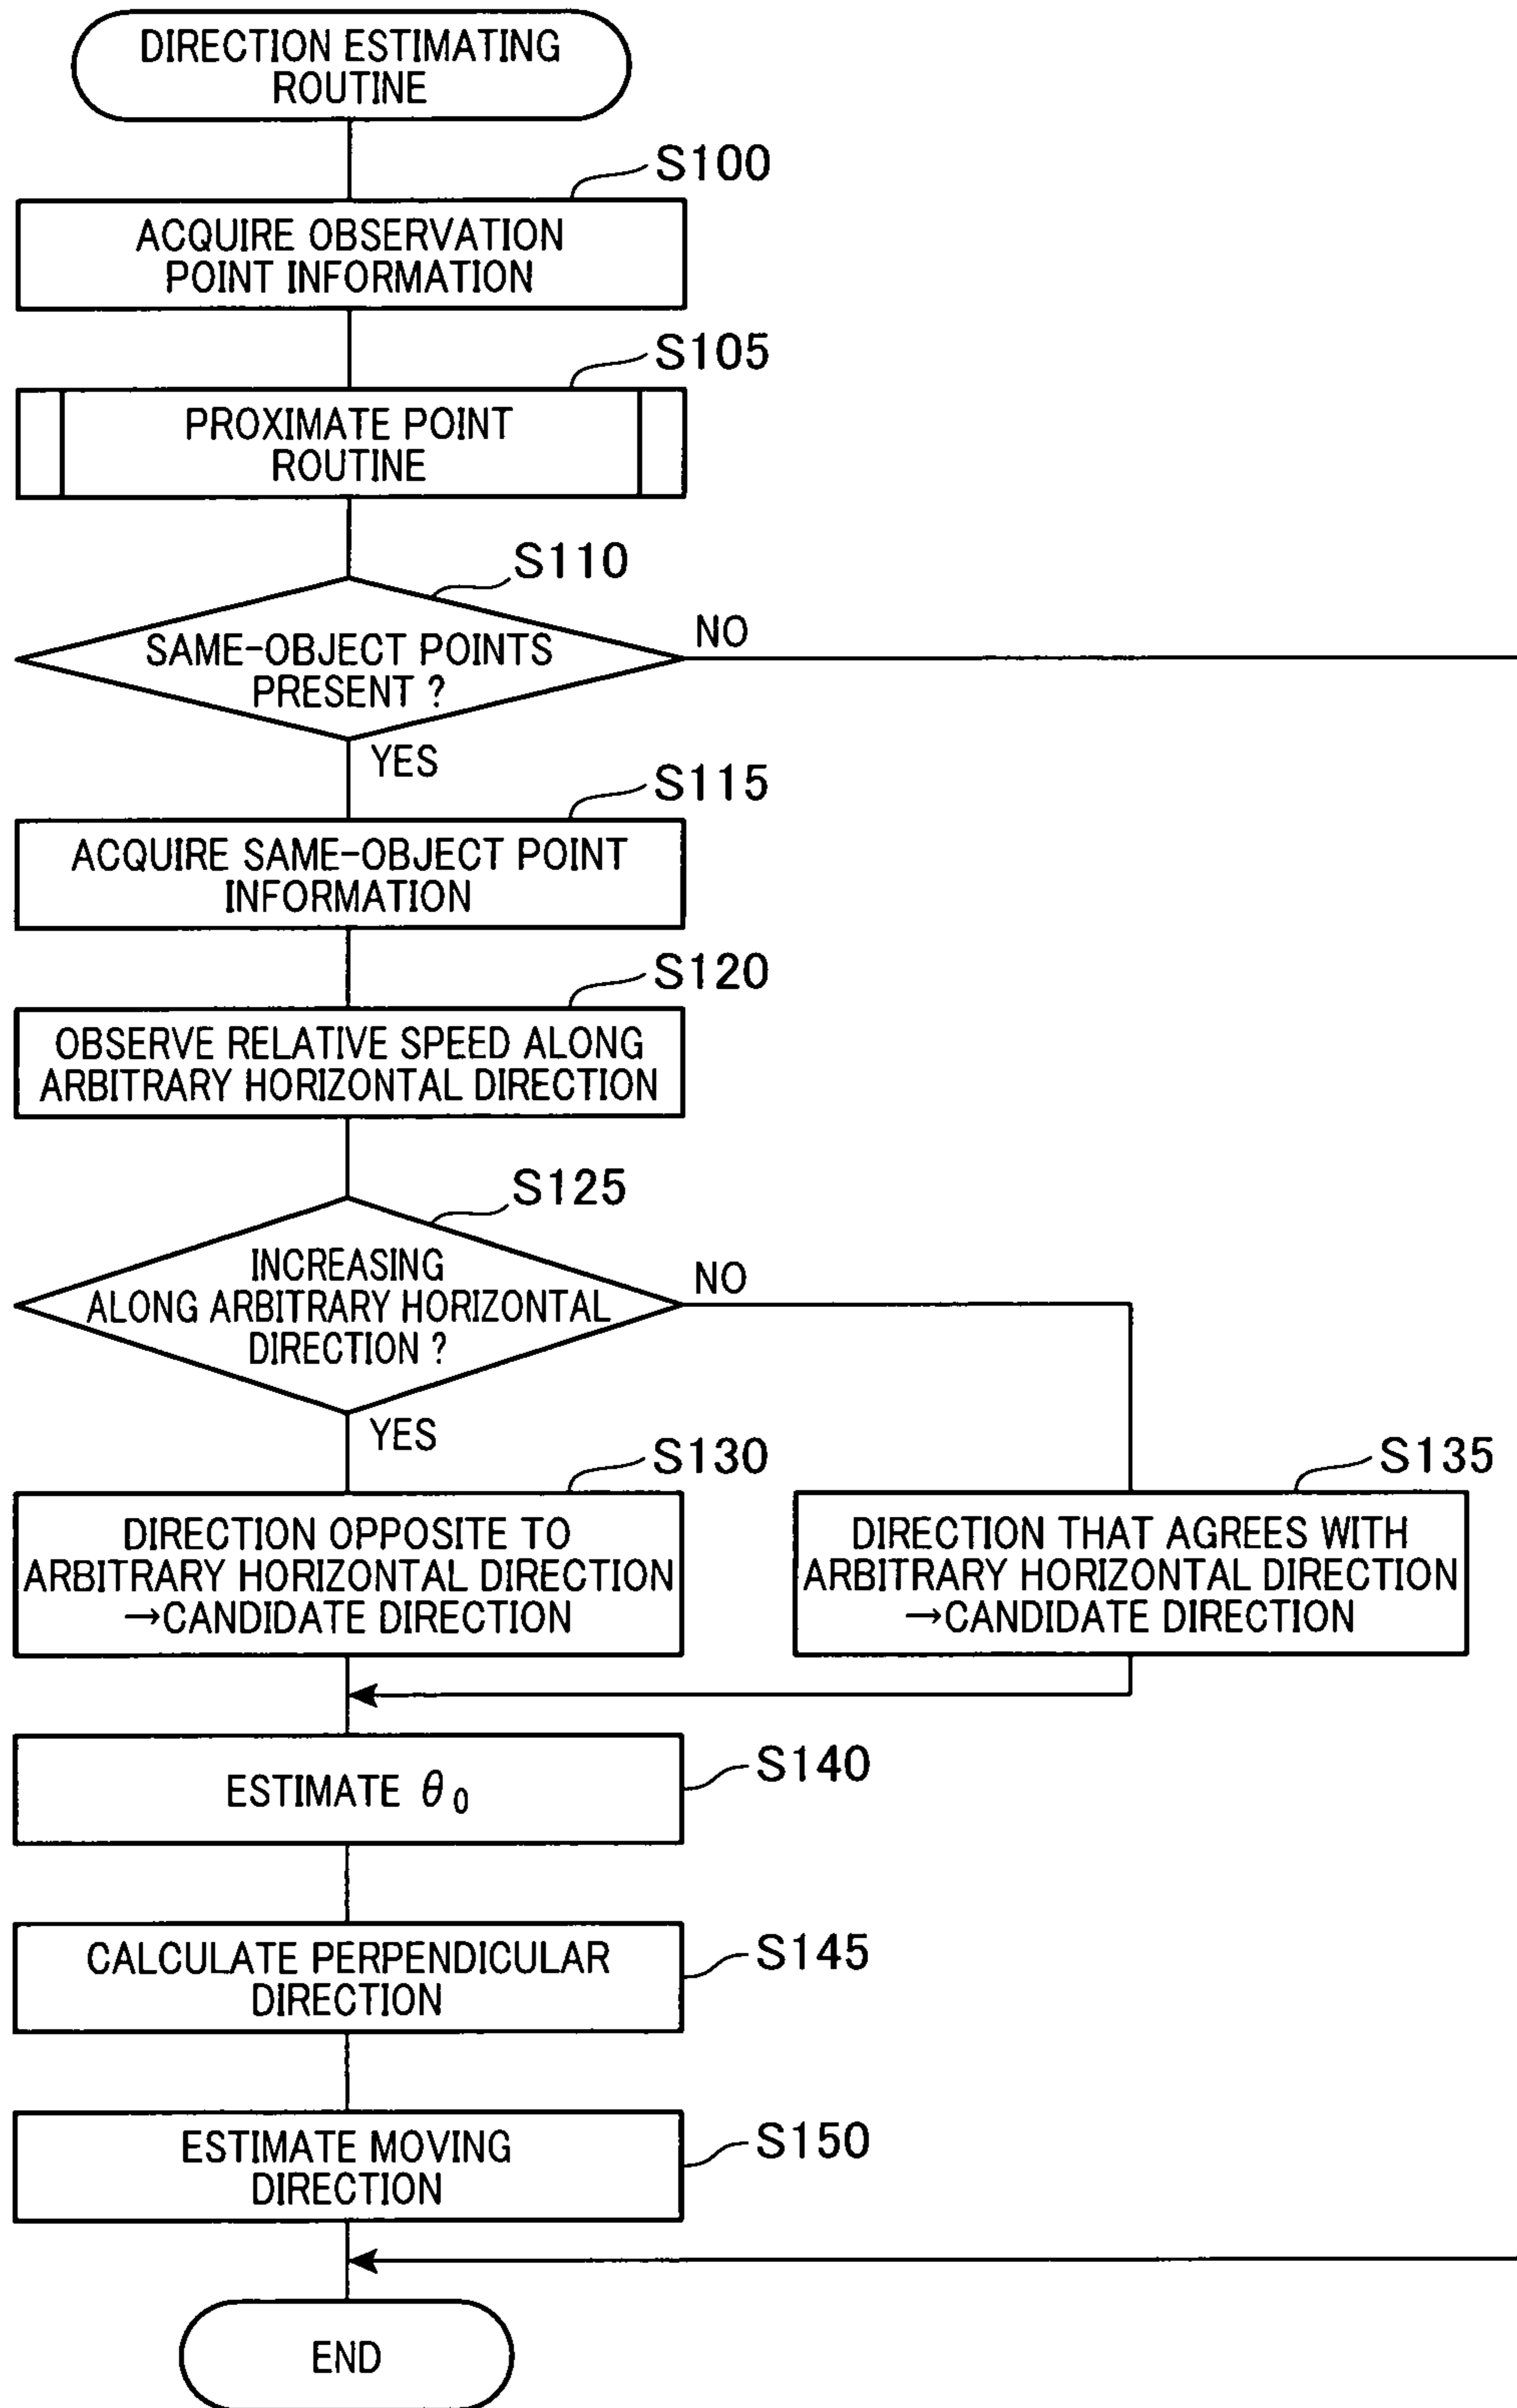 DIRECTION ESTIMATING
ROUTINE
S100
ACQUIRE OBSERVATION
POINT INFORMATION
S105
PROXIMATE POINT
ROUTINE
S110
SAME-OBJECT POINTS
PRESENT ?
NO
YES
S115
ACQUIRE SAME-OBJECT POINT
INFORMATION
S120
OBSERVE RELATIVE SPEED ALONG
ARBITRARY HORIZONTAL DIRECTION
S125
INCREASING
ALONG ARBITRARY HORIZONTAL
DIRECTION ?
NO
YES
S130
DIRECTION OPPOSITE TO
ARBITRARY HORIZONTAL DIRECTION
→CANDIDATE DIRECTION
S135
DIRECTION THAT AGREES WITH
ARBITRARY HORIZONTAL DIRECTION
→CANDIDATE DIRECTION
ESTIMATE θ0
S140
CALCULATE PERPENDICULAR
DIRECTION
S145
ESTIMATE MOVING
DIRECTION
S150
END